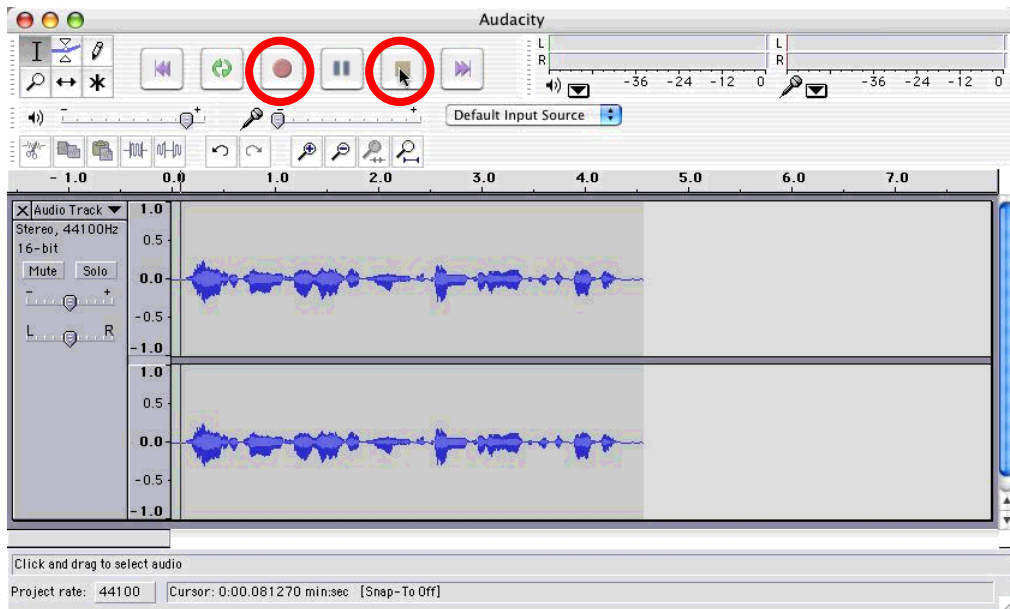 Audacity
L
R
-36 -24 -12 0
L
R
-36 -24 -12 0
- +
- +
Default Input Source
- 1.0 0.0 1.0 2.0 3.0 4.0 5.0 6.0 7.0
X Audio Track
Stereo, 44100Hz
16-bit
Mute Solo
- +
L R
1.0
0.5
0.0
-0.5
-1.0
1.0
0.5
0.0
-0.5
-1.0
Click and drag to select audio
Project rate: 44100 Cursor: 0:00.081270 min:sec [Snap-To Off]